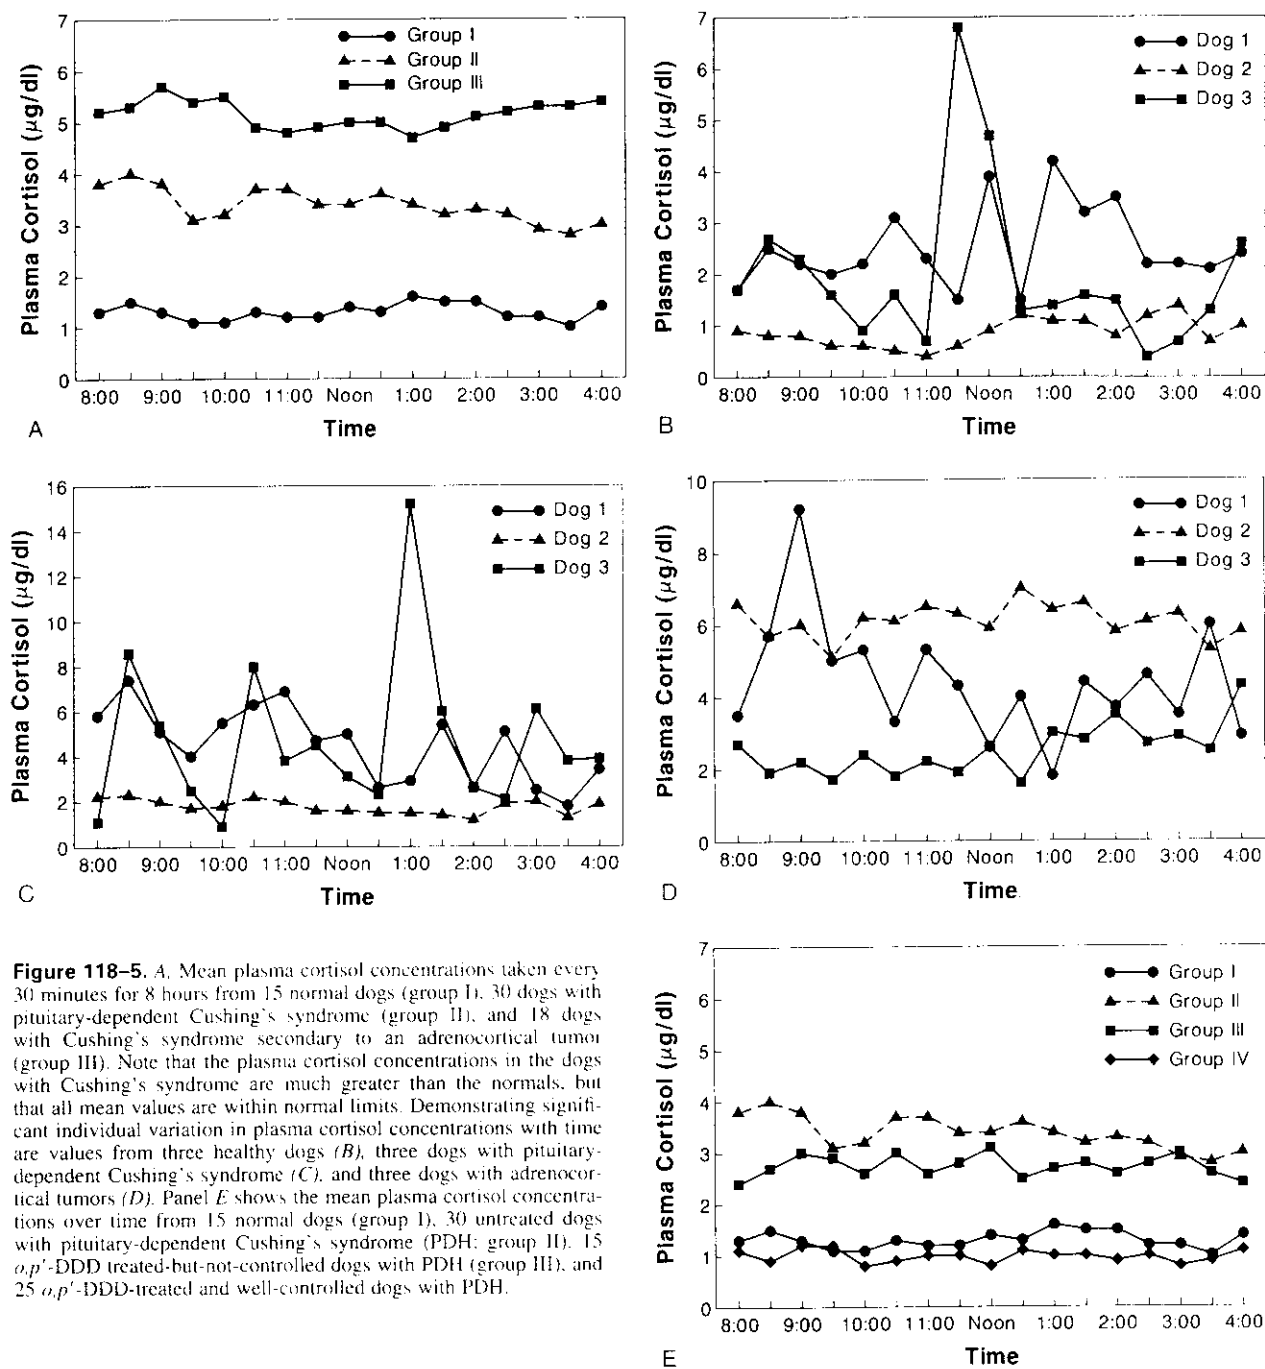 Plasma Cortisol (µg/dl)
7
6
5
4
3
2
1
0
Group I
Group II
Group III
8:00 9:00 10:00 11:00 Noon 1:00 2:00 3:00 4:00
A
Time
Plasma Cortisol (µg/dl)
7
6
5
4
3
2
1
0
Dog 1
Dog 2
Dog 3
8:00 9:00 10:00 11:00 Noon 1:00 2:00 3:00 4:00
B
Time
Plasma Cortisol (µg/dl)
16
14
12
10
8
6
4
2
0
Dog 1
Dog 2
Dog 3
8:00 9:00 10:00 11:00 Noon 1:00 2:00 3:00 4:00
C
Time
Plasma Cortisol (µg/dl)
10
8
6
4
2
0
Dog 1
Dog 2
Dog 3
8:00 9:00 10:00 11:00 Noon 1:00 2:00 3:00 4:00
D
Time
Figure 118–5. A, Mean plasma cortisol concentrations taken every
30 minutes for 8 hours from 15 normal dogs (group I), 30 dogs with
pituitary-dependent Cushing's syndrome (group II), and 18 dogs
with Cushing's syndrome secondary to an adrenocortical tumor
(group III). Note that the plasma cortisol concentrations in the dogs
with Cushing's syndrome are much greater than the normals, but
that all mean values are within normal limits. Demonstrating signifi-
cant individual variation in plasma cortisol concentrations with time
are values from three healthy dogs (B), three dogs with pituitary-
dependent Cushing's syndrome (C), and three dogs with adrenocor-
tical tumors (D). Panel E shows the mean plasma cortisol concentra-
tions over time from 15 normal dogs (group I), 30 untreated dogs
with pituitary-dependent Cushing's syndrome (PDH; group II), 15
o,p'-DDD treated-but-not-controlled dogs with PDH (group III), and
25 o,p'-DDD-treated and well-controlled dogs with PDH.
Plasma Cortisol (µg/dl)
7
6
5
4
3
2
1
0
Group I
Group II
Group III
Group IV
8:00 9:00 10:00 11:00 Noon 1:00 2:00 3:00 4:00
E
Time